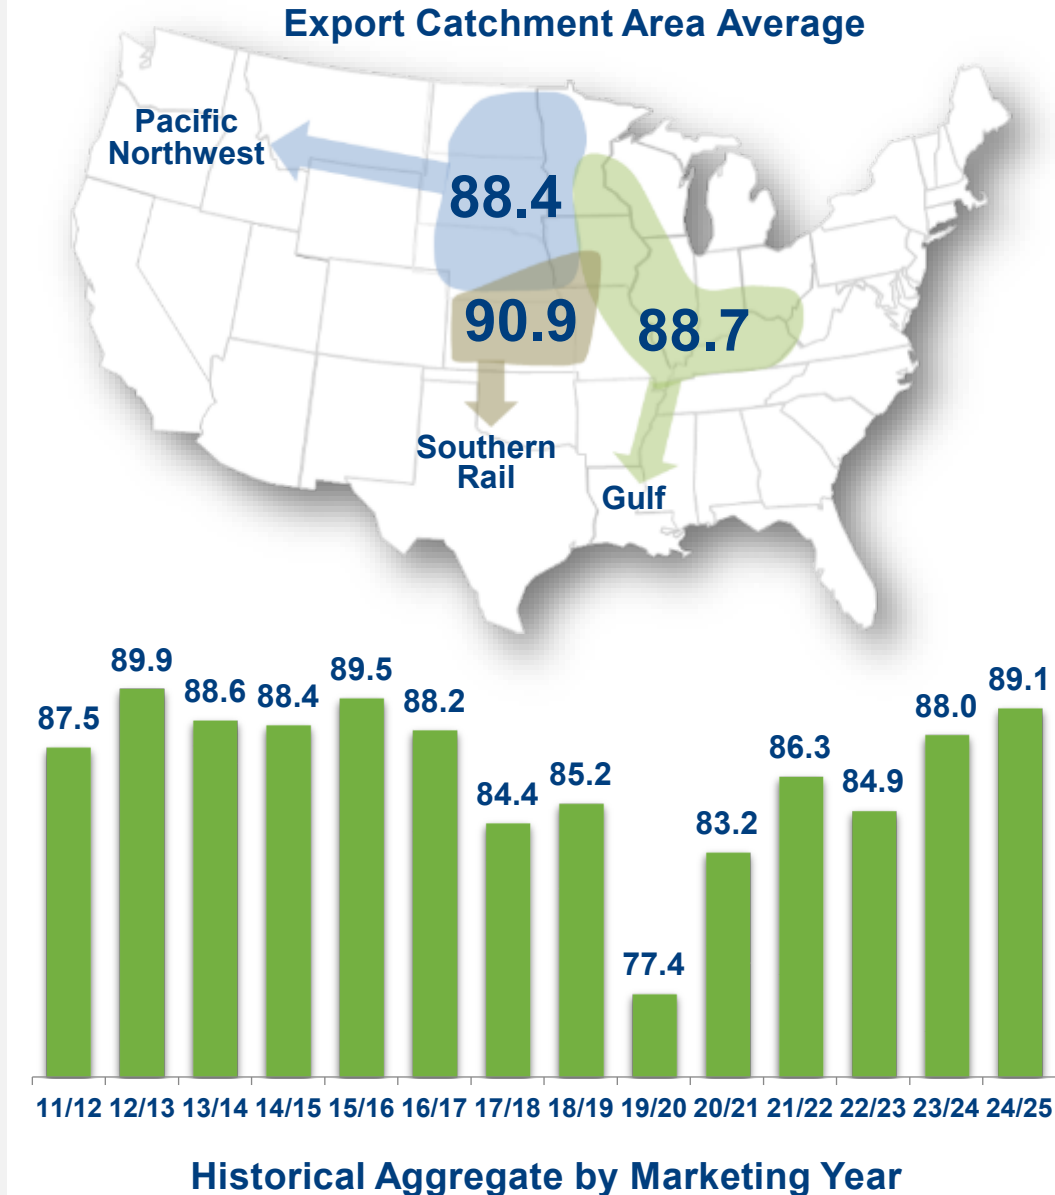 Export Catchment Area Average
Pacific
Northwest
88.4
90.9
88.7
Southern
Rail
Gulf
87.5
89.9
88.6
88.4
89.5
88.2
84.4
85.2
77.4
83.2
86.3
84.9
88.0
89.1
11/12 12/13 13/14 14/15 15/16 16/17 17/18 18/19 19/20 20/21 21/22 22/23 23/24 24/25
Historical Aggregate by Marketing Year